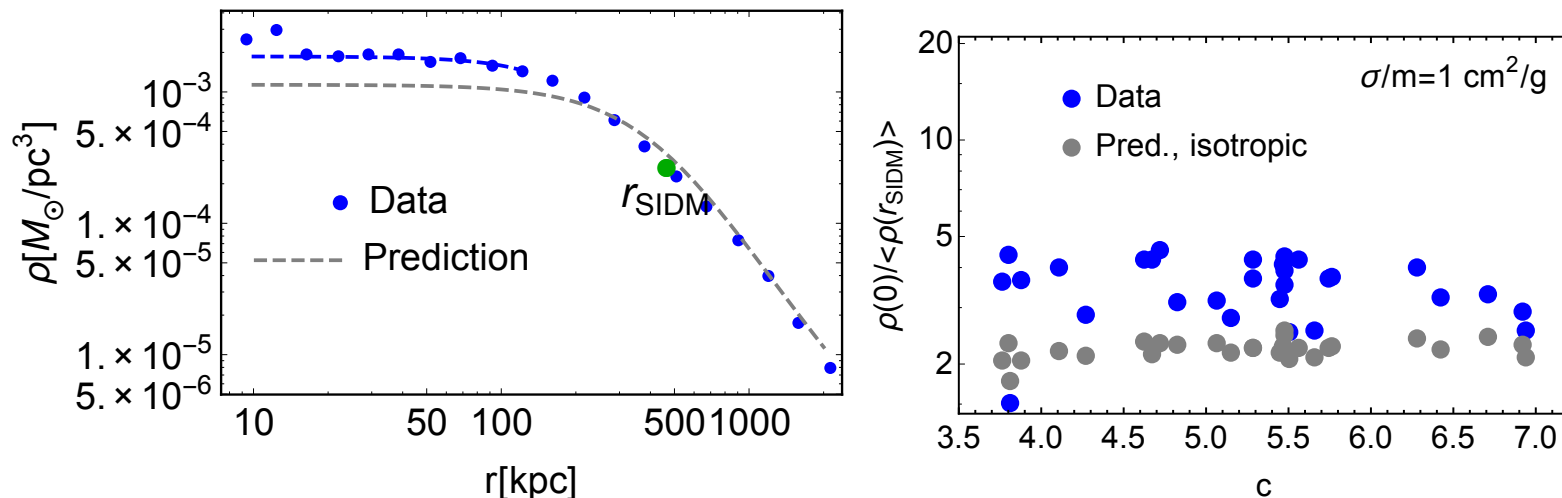 10⁻³
5.×10⁻⁴
1.×10⁻⁴
5.×10⁻⁵
1.×10⁻⁵
5.×10⁻⁶
ρ[M☉/pc³]
Data
Prediction
r_SIDM
10 50 100 500 1000
r[kpc]
20
10
5
2
ρ(0)/<ρ(r_SIDM)>
σ/m=1 cm²/g
Data
Pred., isotropic
3.5 4.0 4.5 5.0 5.5 6.0 6.5 7.0
c